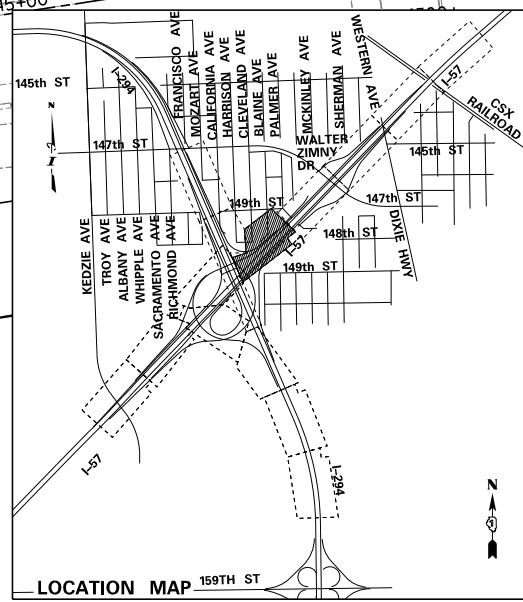 15+00
145th ST
I-294
FRANCISCO AVE
MOZART AVE
CALIFORNIA AVE
HARRISON AVE
CLEVELAND AVE
BLAINE AVE
PALMER AVE
MCKINLEY AVE
SHERMAN AVE
WESTERN AVE
I-57
CSX
RAILROAD
N
147th ST
WALTER
ZIMNY
DR
145th ST
147th ST
149th ST
148th ST
149th ST
DIXIE HWY
I-57
KEDZIE AVE
TROY AVE
ALBANY AVE
WHIPPLE AVE
SACRAMENTO AVE
RICHMOND AVE
I-57
I-294
N
LOCATION MAP
159TH ST